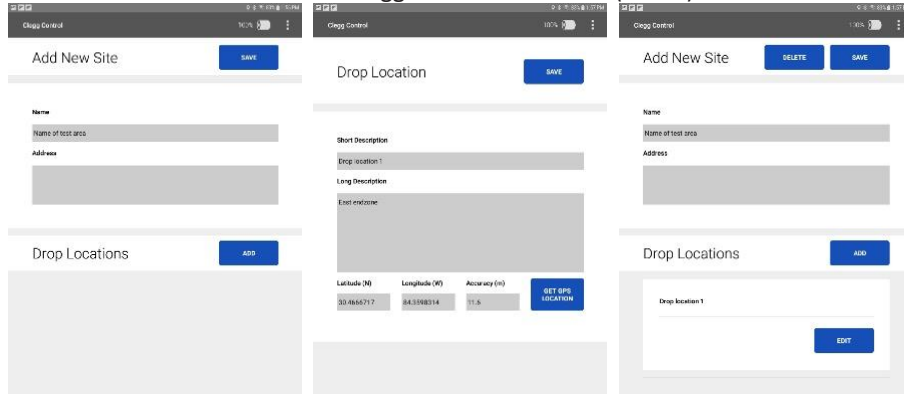 Clegg Control 100%
Add New Site SAVE
Name
Name of test area
Address
Drop Locations ADD
Clegg Control 100%
Drop Location SAVE
Short Description
Drop location 1
Long Description
East endzone
Latitude (N) Longitude (W) Accuracy (m)
GET GPS
LOCATION
30.4666717 84.3598314 11.6
Clegg Control 100%
Add New Site DELETE SAVE
Name
Name of test area
Address
Drop Locations ADD
Drop location 1
EDIT